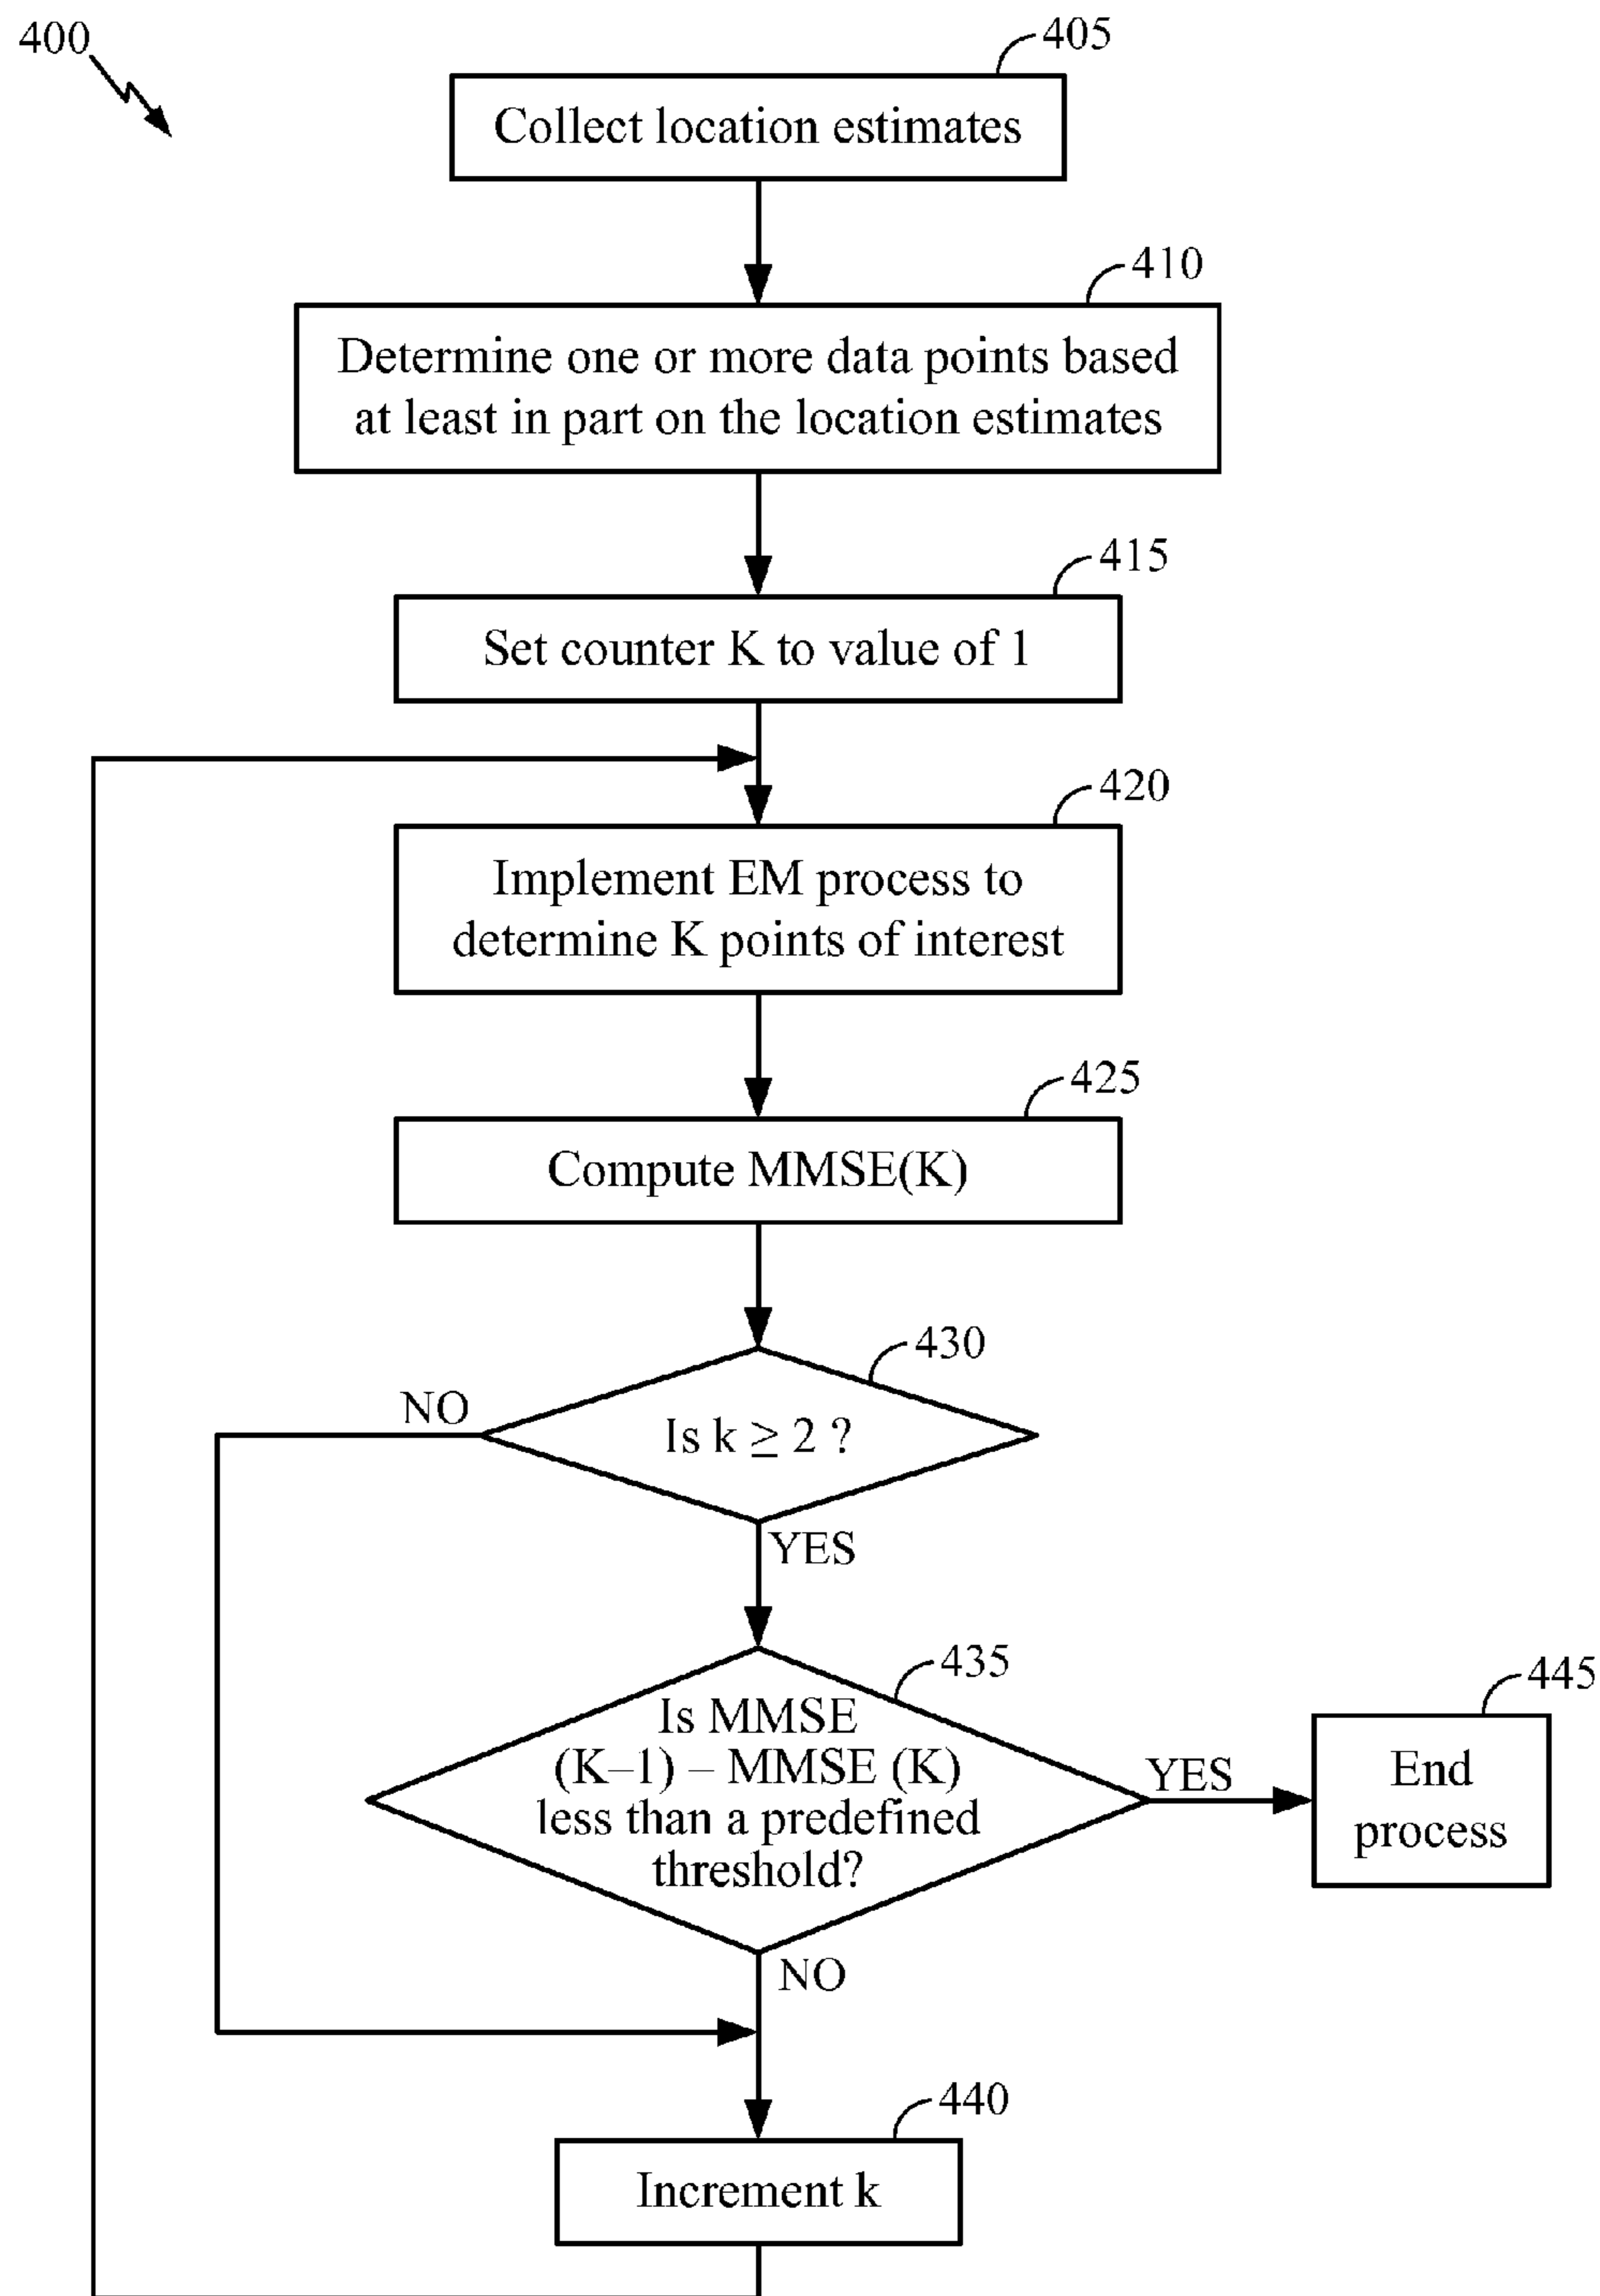 400
405
Collect location estimates
410
Determine one or more data points based
at least in part on the location estimates
415
Set counter K to value of 1
420
Implement EM process to
determine K points of interest
425
Compute MMSE(K)
430
NO
Is k ≥ 2 ?
YES
435
Is MMSE
(K–1) – MMSE (K)
less than a predefined
threshold?
YES
445
End
process
NO
440
Increment k